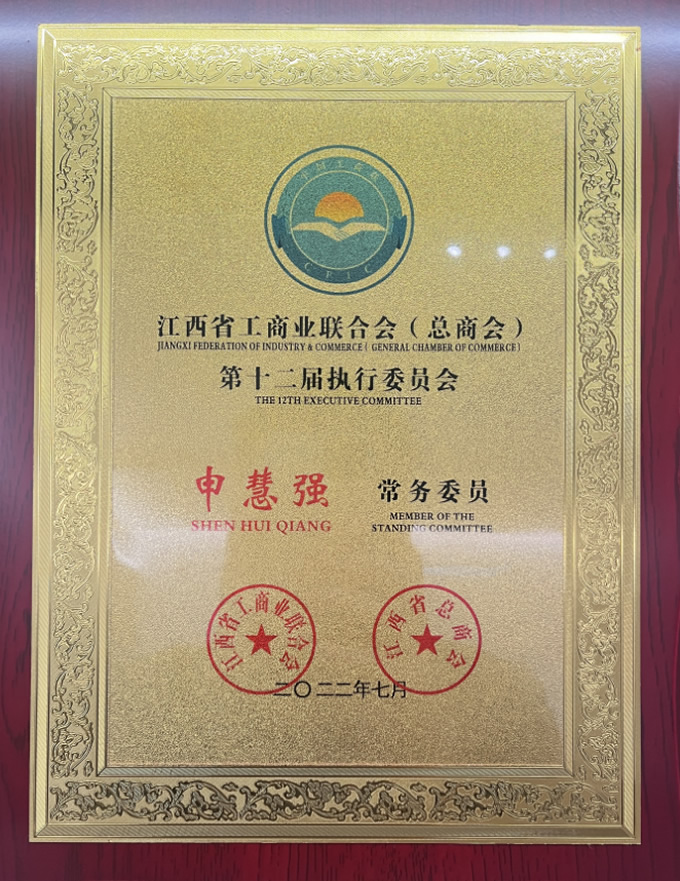 CFIC
江西省工商业联合会（总商会）
JIANGXI FEDERATION OF INDUSTRY & COMMERCE ( GENERAL CHAMBER OF COMMERCE )
第十二届执行委员会
THE 12TH EXECUTIVE COMMITTEE
申慧强 常务委员
SHEN HUI QIANG
MEMBER OF THE
STANDING COMMITTEE
江西省工商业联合会
江西省总商会
二〇二二年七月